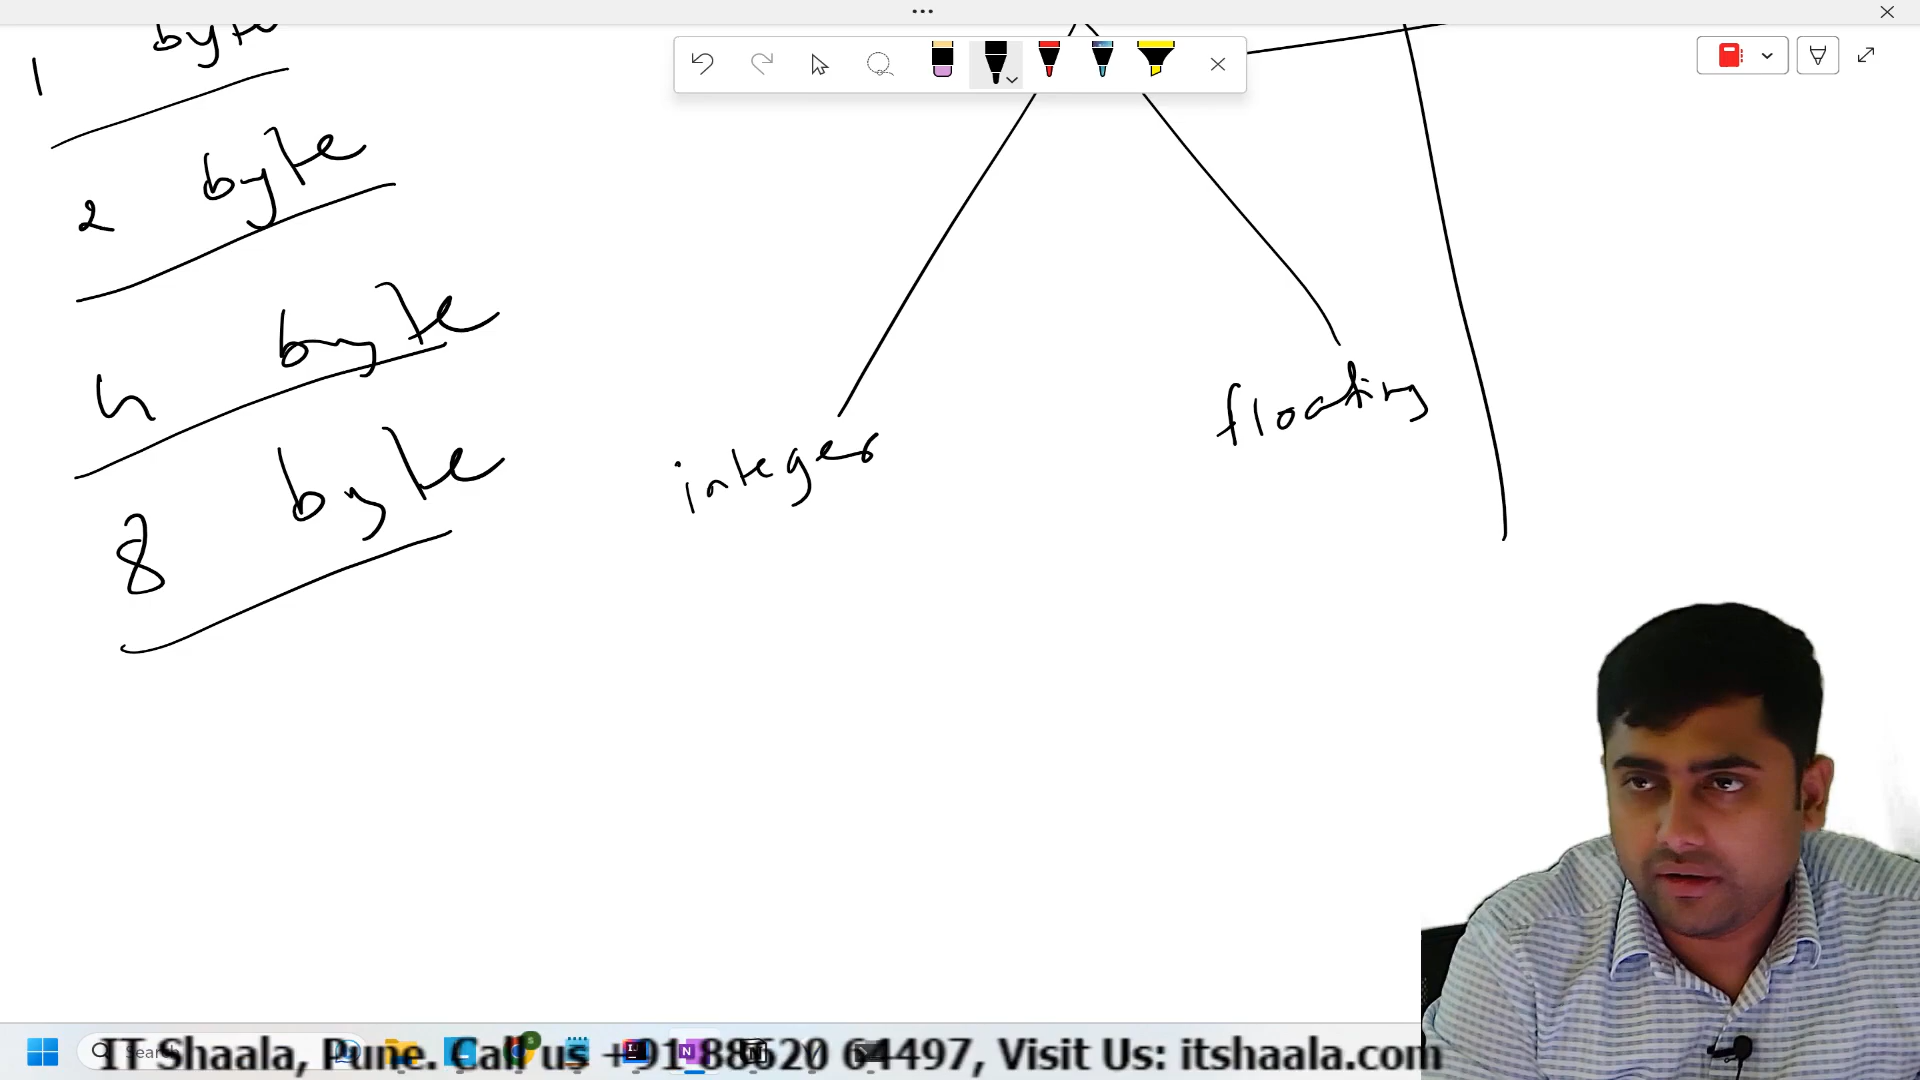 1 byte
2 byte
4 byte
8 byte
integer
floating
IT Shaala, Pune. Call us +91 88620 64497, Visit Us: itshaala.com